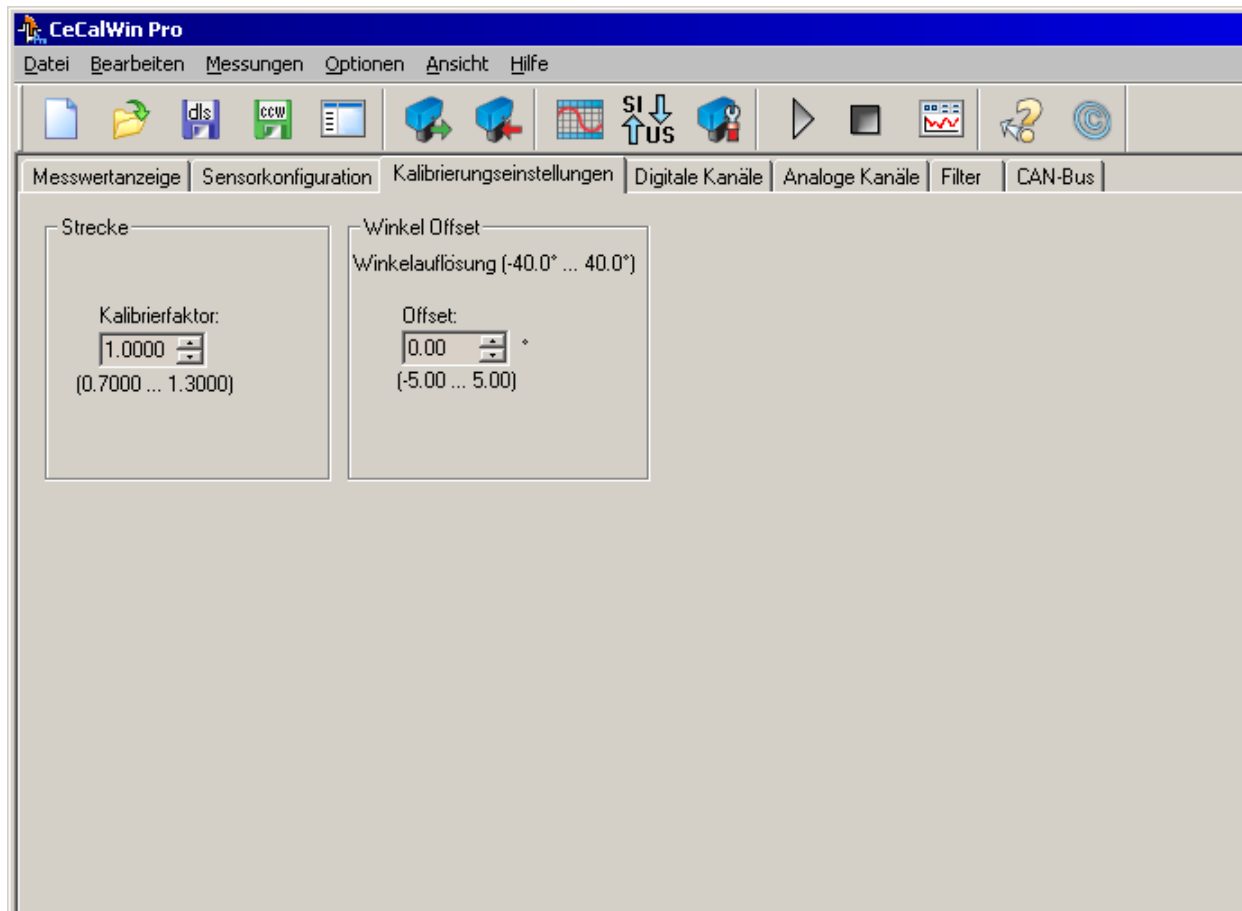 CeCalWin Pro
Datei Bearbeiten Messungen Optionen Ansicht Hilfe
dls ccw SI US
Messwertanzeige Sensorkonfiguration Kalibrierungseinstellungen Digitale Kanäle Analoge Kanäle Filter CAN-Bus
Strecke
Kalibrierfaktor:
1.0000
(0.7000 ... 1.3000)
Winkel Offset
Winkelauflösung (-40.0° ... 40.0°)
Offset:
0.00 °
(-5.00 ... 5.00)